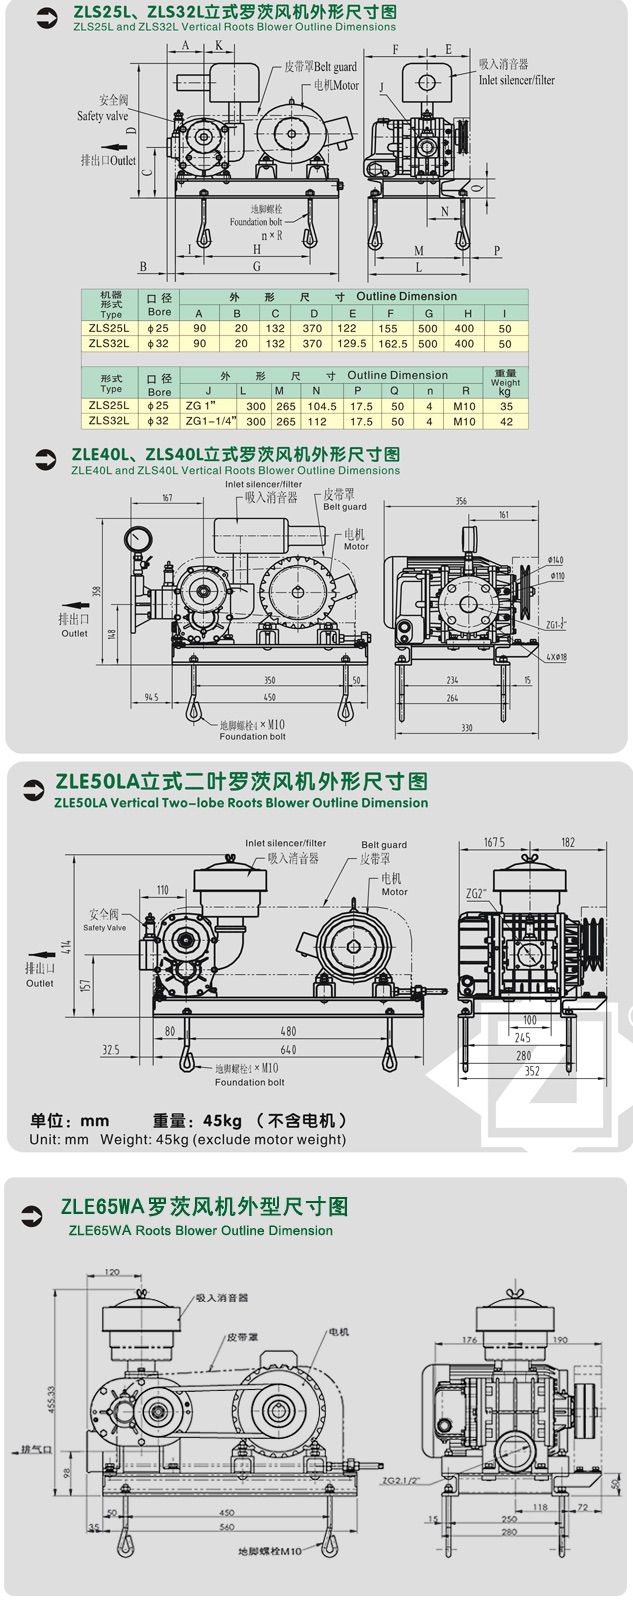 ZLS25L、ZLS32L立式罗茨风机外形尺寸图
ZLS25L and ZLS32L Vertical Roots Blower Outline Dimensions
A K
F E
皮带罩Belt guard
电机Motor
吸入消音器
Inlet silencer/filter
安全阀
Safety valve
D
J
排出口Outlet
C
Q
地脚螺栓
Foundation bolt
n×R
N
I H
M P
B G
L
机器形式 Type 口径 Bore 外形尺寸 Outline Dimension
A B C D E F G H I
ZLS25L ϕ25 90 20 132 370 122 155 500 400 50
ZLS32L ϕ32 90 20 132 370 129.5 162.5 500 400 50
形式 Type 口径 Bore 外形尺寸 Outline Dimension 重量 Weight kg
J L M N P Q n R
ZLS25L ϕ25 ZG 1” 300 265 104.5 17.5 50 4 M10 35
ZLS32L ϕ32 ZG1-1/4” 300 265 112 17.5 50 4 M10 42
ZLE40L、ZLS40L立式罗茨风机外形尺寸图
ZLE40L and ZLS40L Vertical Roots Blower Outline Dimensions
Inlet silencer/filter
吸入消音器
皮带罩
Belt guard
167
356
161
电机
Motor
Φ140
Φ110
358
排出口
Outlet
148
ZG1-½"
4XΦ18
350 50
234 15
94.5 450
264
地脚螺栓4×M10
Foundation bolt
330
ZLE50LA立式二叶罗茨风机外形尺寸图
ZLE50LA Vertical Two-lobe Roots Blower Outline Dimension
Inlet silencer/filter
吸入消音器
Belt guard
皮带罩
167.5 182
电机
Motor
110
ZG2"
安全阀
Safety Valve
414
排出口
Outlet
157
80 480
100
245
32.5 640
280
地脚螺栓4×M10
Foundation bolt
352
单位：mm 重量：45kg （不含电机）
Unit: mm Weight: 45kg (exclude motor weight)
ZLE65WA罗茨风机外型尺寸图
ZLE65WA Roots Blower Outline Dimension
120
吸入消音器
皮带罩
电机
176 190
455.33
排气口
98
ZG2.1/2"
50
50 450
118 72
35 560
15 250
280
地脚螺栓M10